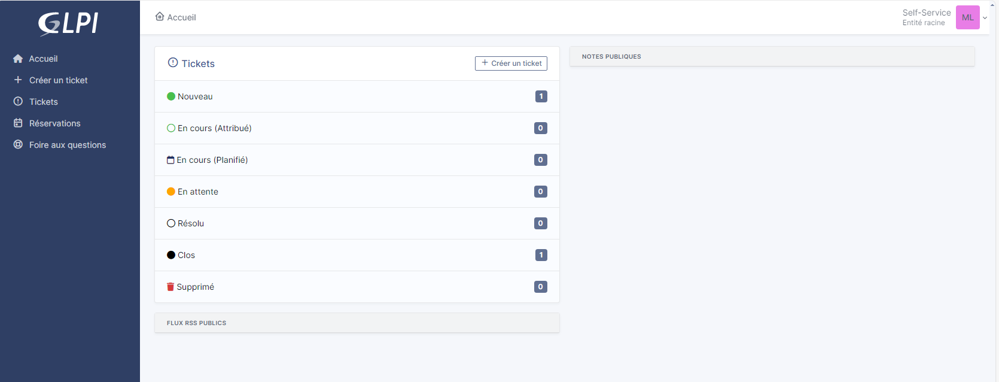 GLPI
Accueil
Créer un ticket
Tickets
Réservations
Foire aux questions
Accueil
Self-Service
Entité racine
ML
Tickets
+ Créer un ticket
Nouveau 1
En cours (Attribué) 0
En cours (Planifié) 0
En attente 0
Résolu 0
Clos 1
Supprimé 0
FLUX RSS PUBLICS
NOTES PUBLIQUES